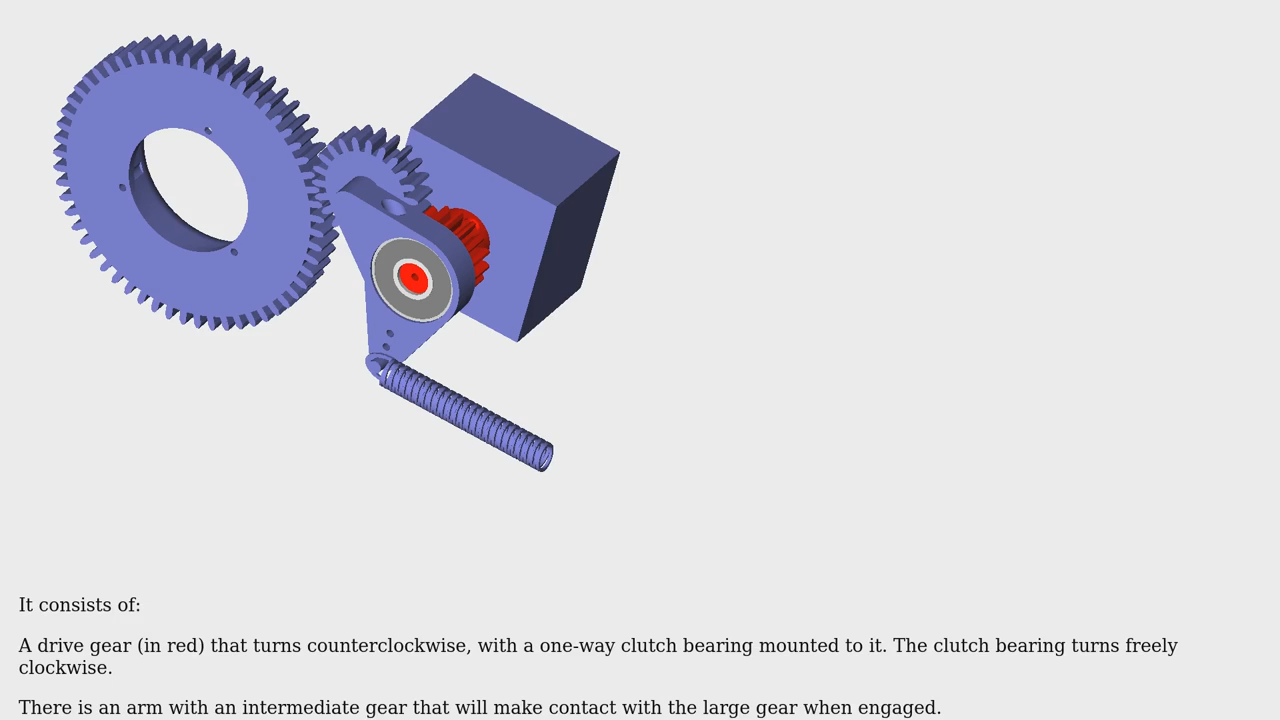 It consists of:
A drive gear (in red) that turns counterclockwise, with a one-way clutch bearing mounted to it. The clutch bearing turns freely
clockwise.
There is an arm with an intermediate gear that will make contact with the large gear when engaged.